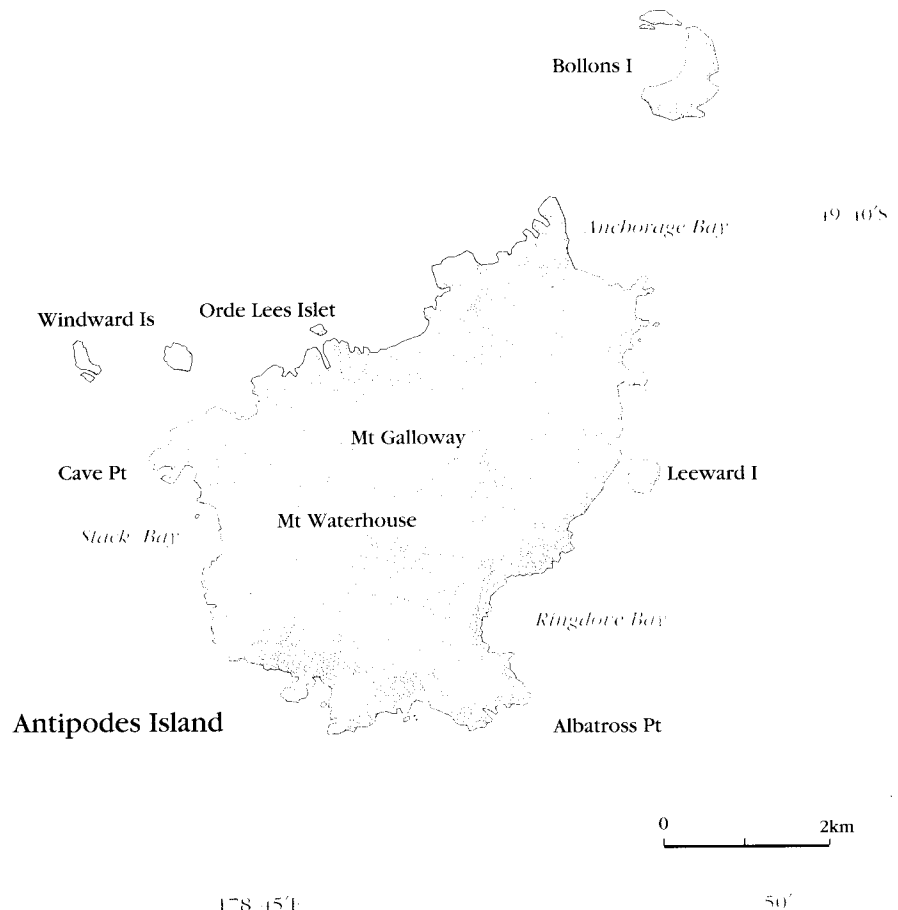 Bollons I
Anchorage Bay
49 40'S
Orde Lees Islet
Windward Is
Mt Galloway
Cave Pt
Leeward I
Mt Waterhouse
Stack Bay
Ringdove Bay
Antipodes Island
Albatross Pt
0 2km
178 45'E
50'